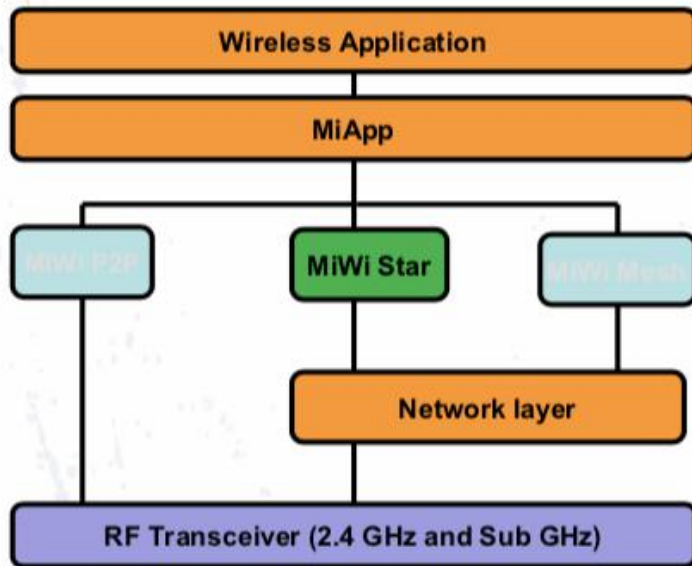 Wireless Application
MiApp
MiWi P2P
MiWi Star
MiWi Mesh
Network layer
RF Transceiver (2.4 GHz and Sub GHz)